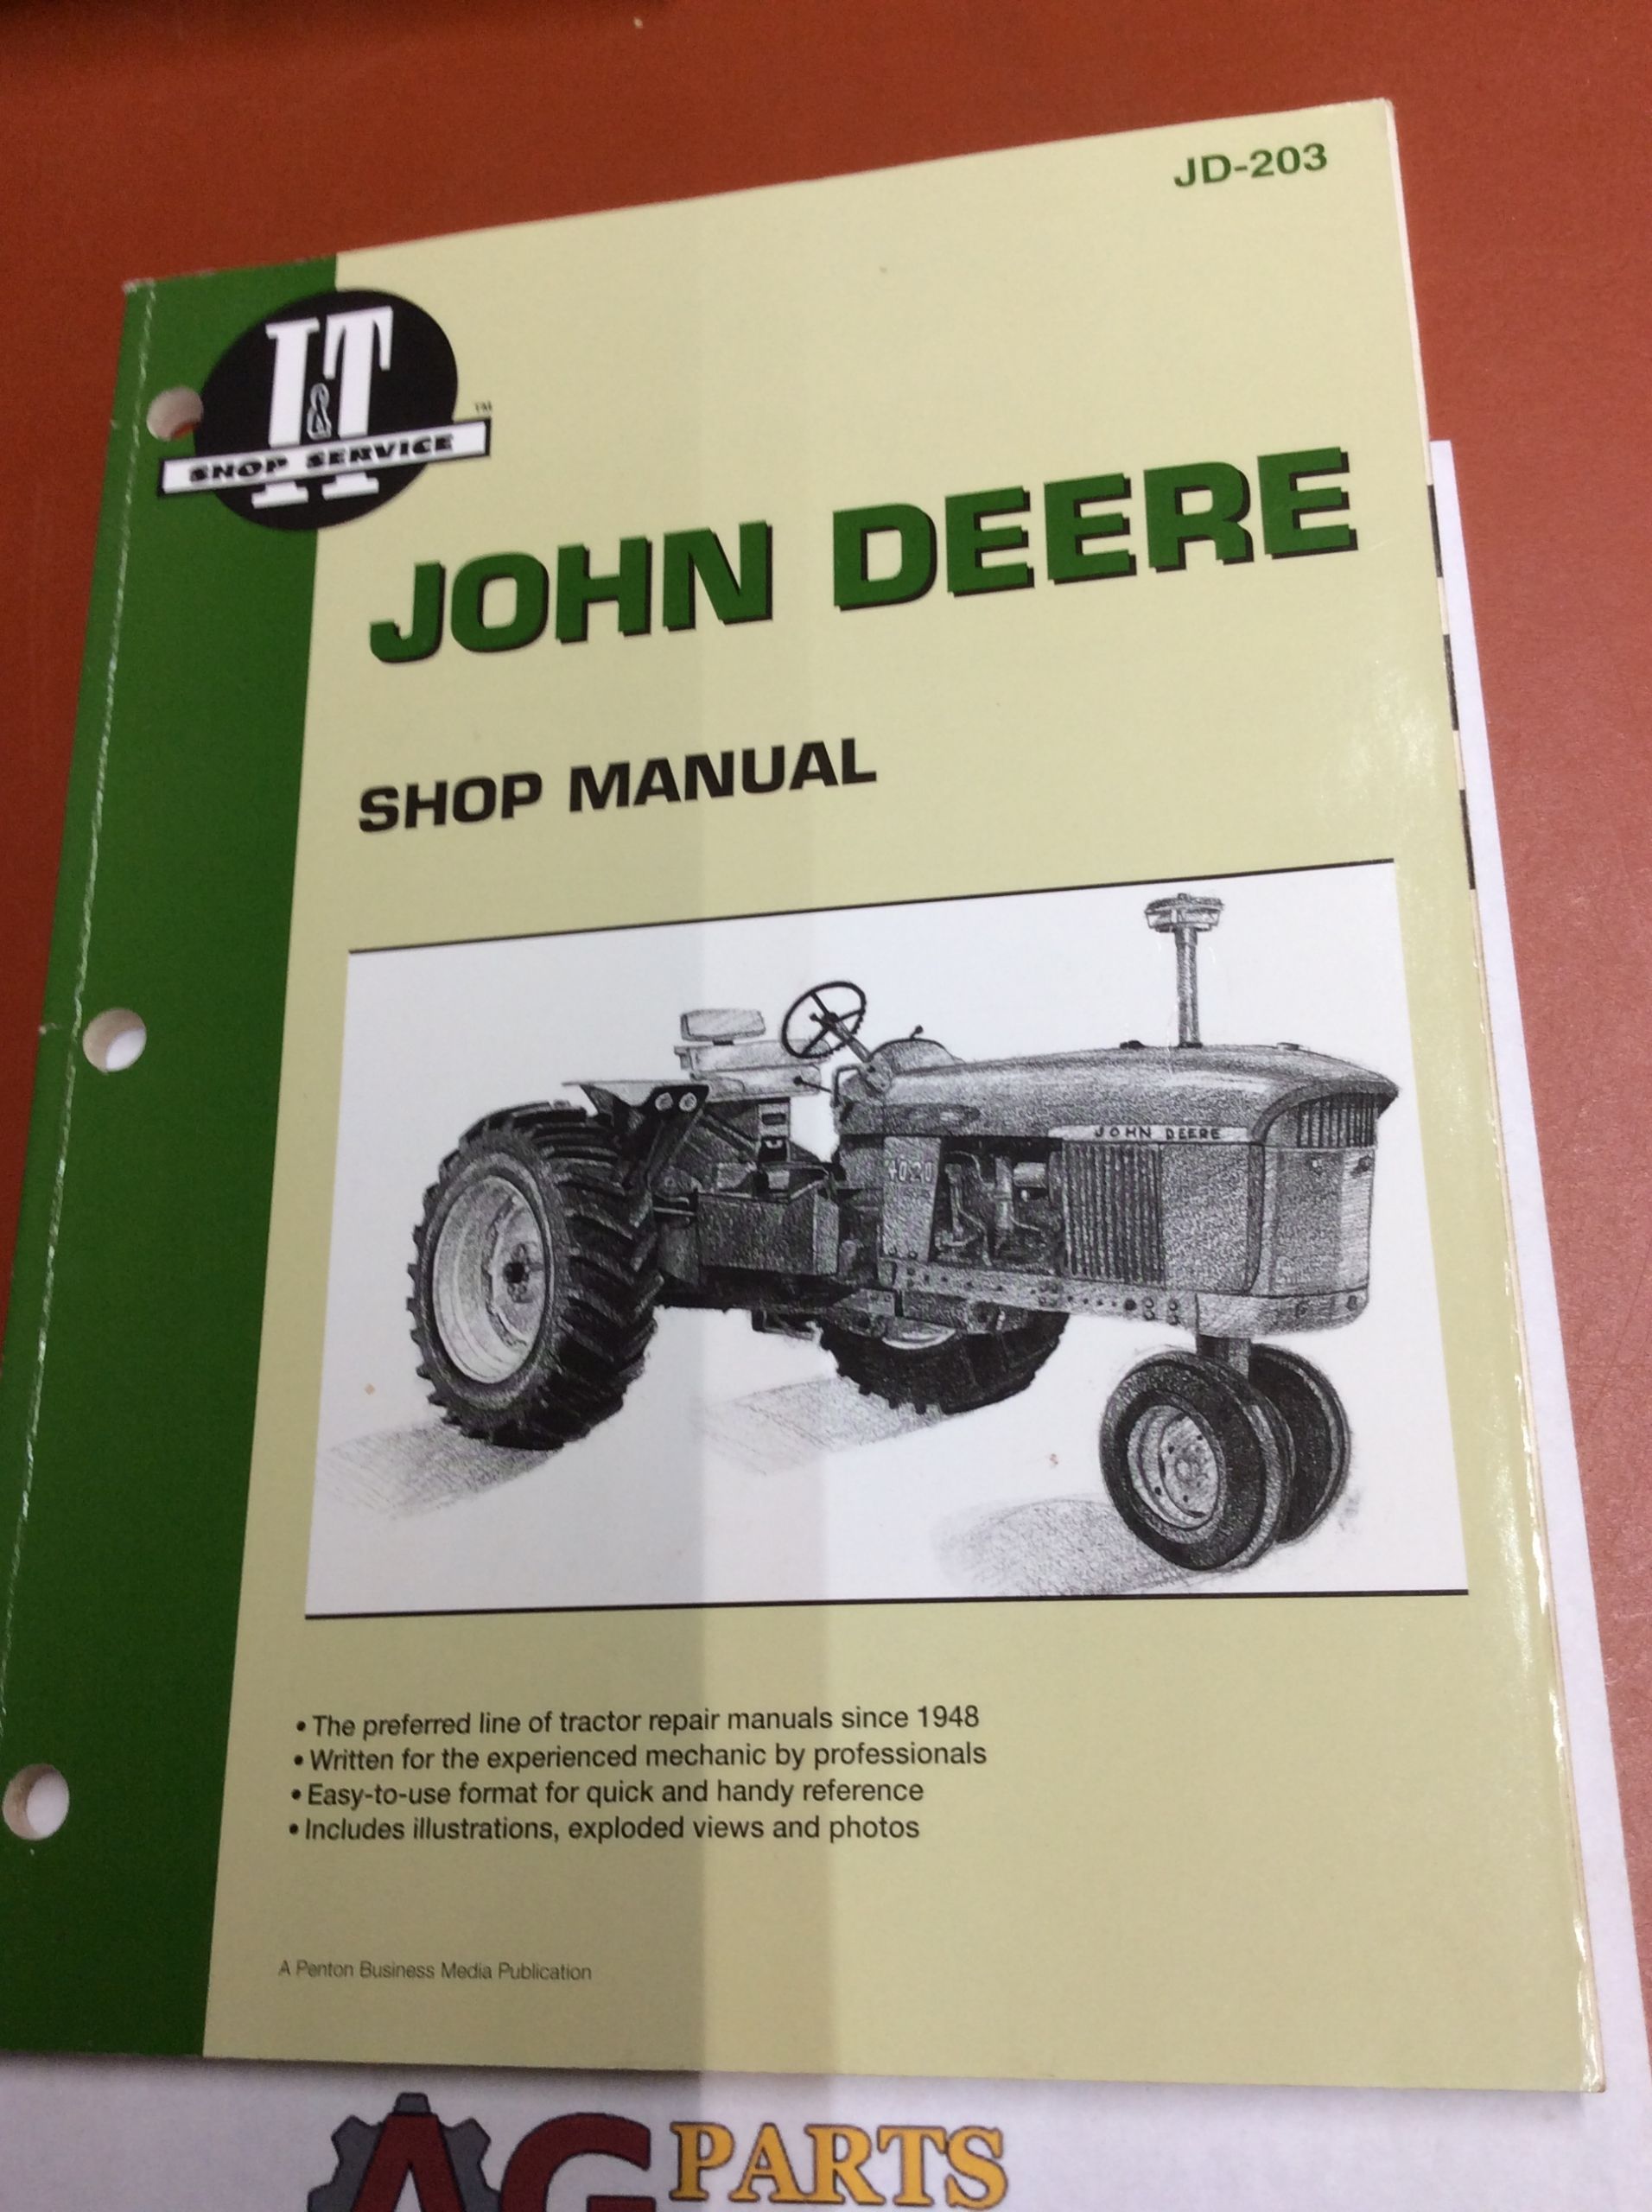 JD-203
I&T
SHOP SERVICE
TM
JOHN DEERE
SHOP MANUAL
JOHN DEERE
4020
• The preferred line of tractor repair manuals since 1948
• Written for the experienced mechanic by professionals
• Easy-to-use format for quick and handy reference
• Includes illustrations, exploded views and photos
A Penton Business Media Publication
AG PARTS